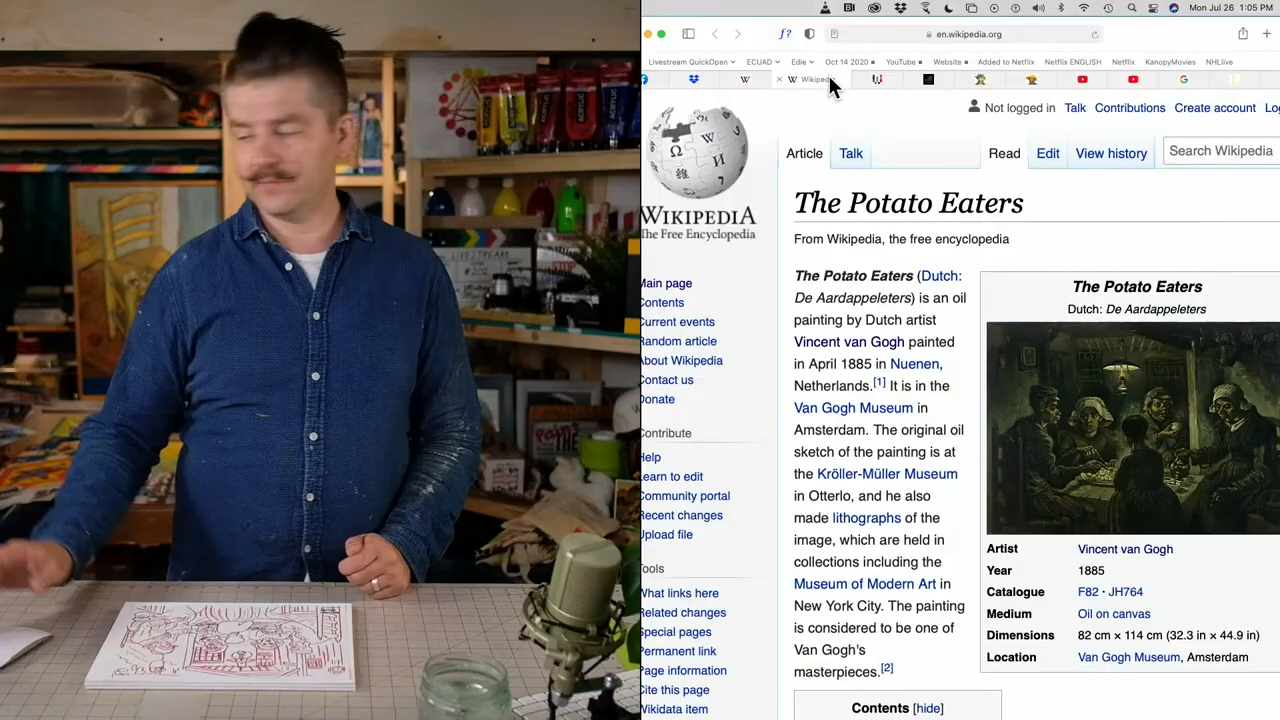 Mon Jul 26 1:05 PM
en.wikipedia.org
Livestream QuickOpen ECUAD Edie Oct 14 2020 YouTube Website Added to Netflix Netflix ENGLISH Netflix KanopyMovies NHLlive
W W Wikiped G
Not logged in Talk Contributions Create account Lo
Article Talk Read Edit View history Search Wikipedia
WIKIPEDIA
The Free Encyclopedia
The Potato Eaters
From Wikipedia, the free encyclopedia
Main page
Contents
Current events
Random article
About Wikipedia
Contact us
Donate
Contribute
Help
Learn to edit
Community portal
Recent changes
Upload file
Tools
What links here
Related changes
Special pages
Permanent link
Page information
Cite this page
Wikidata item
The Potato Eaters (Dutch:
De Aardappeleters) is an oil
painting by Dutch artist
Vincent van Gogh painted
in April 1885 in Nuenen,
Netherlands.[1] It is in the
Van Gogh Museum in
Amsterdam. The original oil
sketch of the painting is at
the Kröller-Müller Museum
in Otterlo, and he also
made lithographs of the
image, which are held in
collections including the
Museum of Modern Art in
New York City. The painting
is considered to be one of
Van Gogh's
masterpieces.[2]
Contents [hide]
The Potato Eaters
Dutch: De Aardappeleters
Artist Vincent van Gogh
Year 1885
Catalogue F82 · JH764
Medium Oil on canvas
Dimensions 82 cm × 114 cm (32.3 in × 44.9 in)
Location Van Gogh Museum, Amsterdam
LIVESTREAM